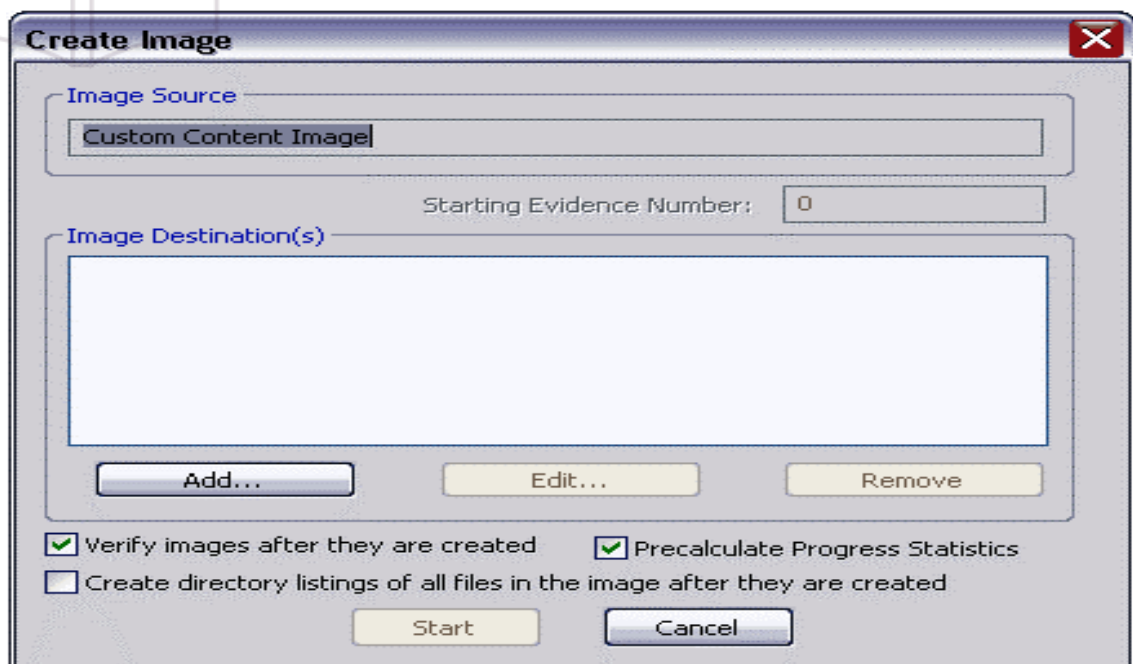 Create Image
Image Source
Custom Content Image
Starting Evidence Number: 0
Image Destination(s)
Add... Edit... Remove
Verify images after they are created Precalculate Progress Statistics
Create directory listings of all files in the image after they are created
Start Cancel